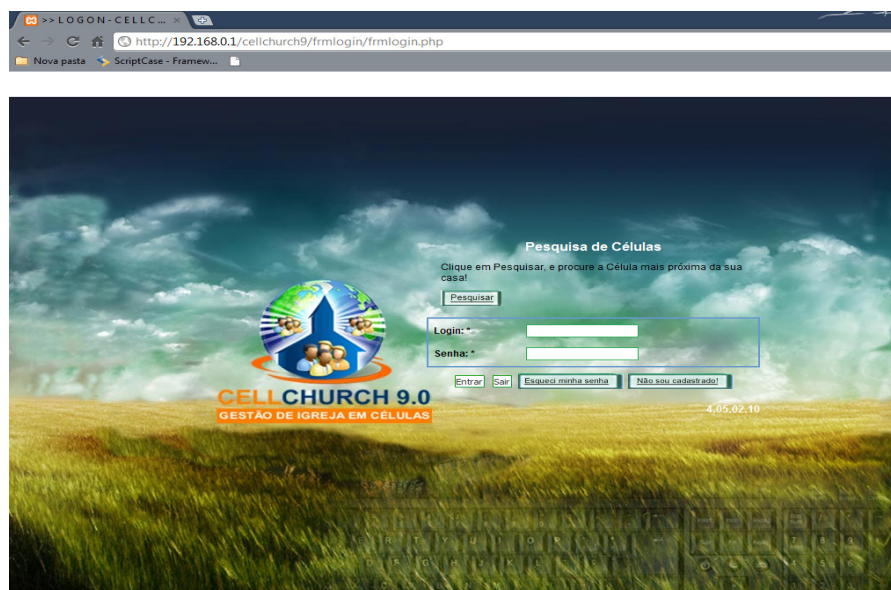 >> L O G O N - C E L L C ...
http://192.168.0.1/cellchurch9/frmlogin/frmlogin.php
Nova pasta
ScriptCase - Framew...
Pesquisa de Células
Clique em Pesquisar, e procure a Célula mais próxima da sua
casa!
Pesquisar
Login: *
Senha: *
Entrar
Sair
Esqueci minha senha
Não sou cadastrado!
CELLCHURCH 9.0
GESTÃO DE IGREJA EM CÉLULAS
4.05.02.10